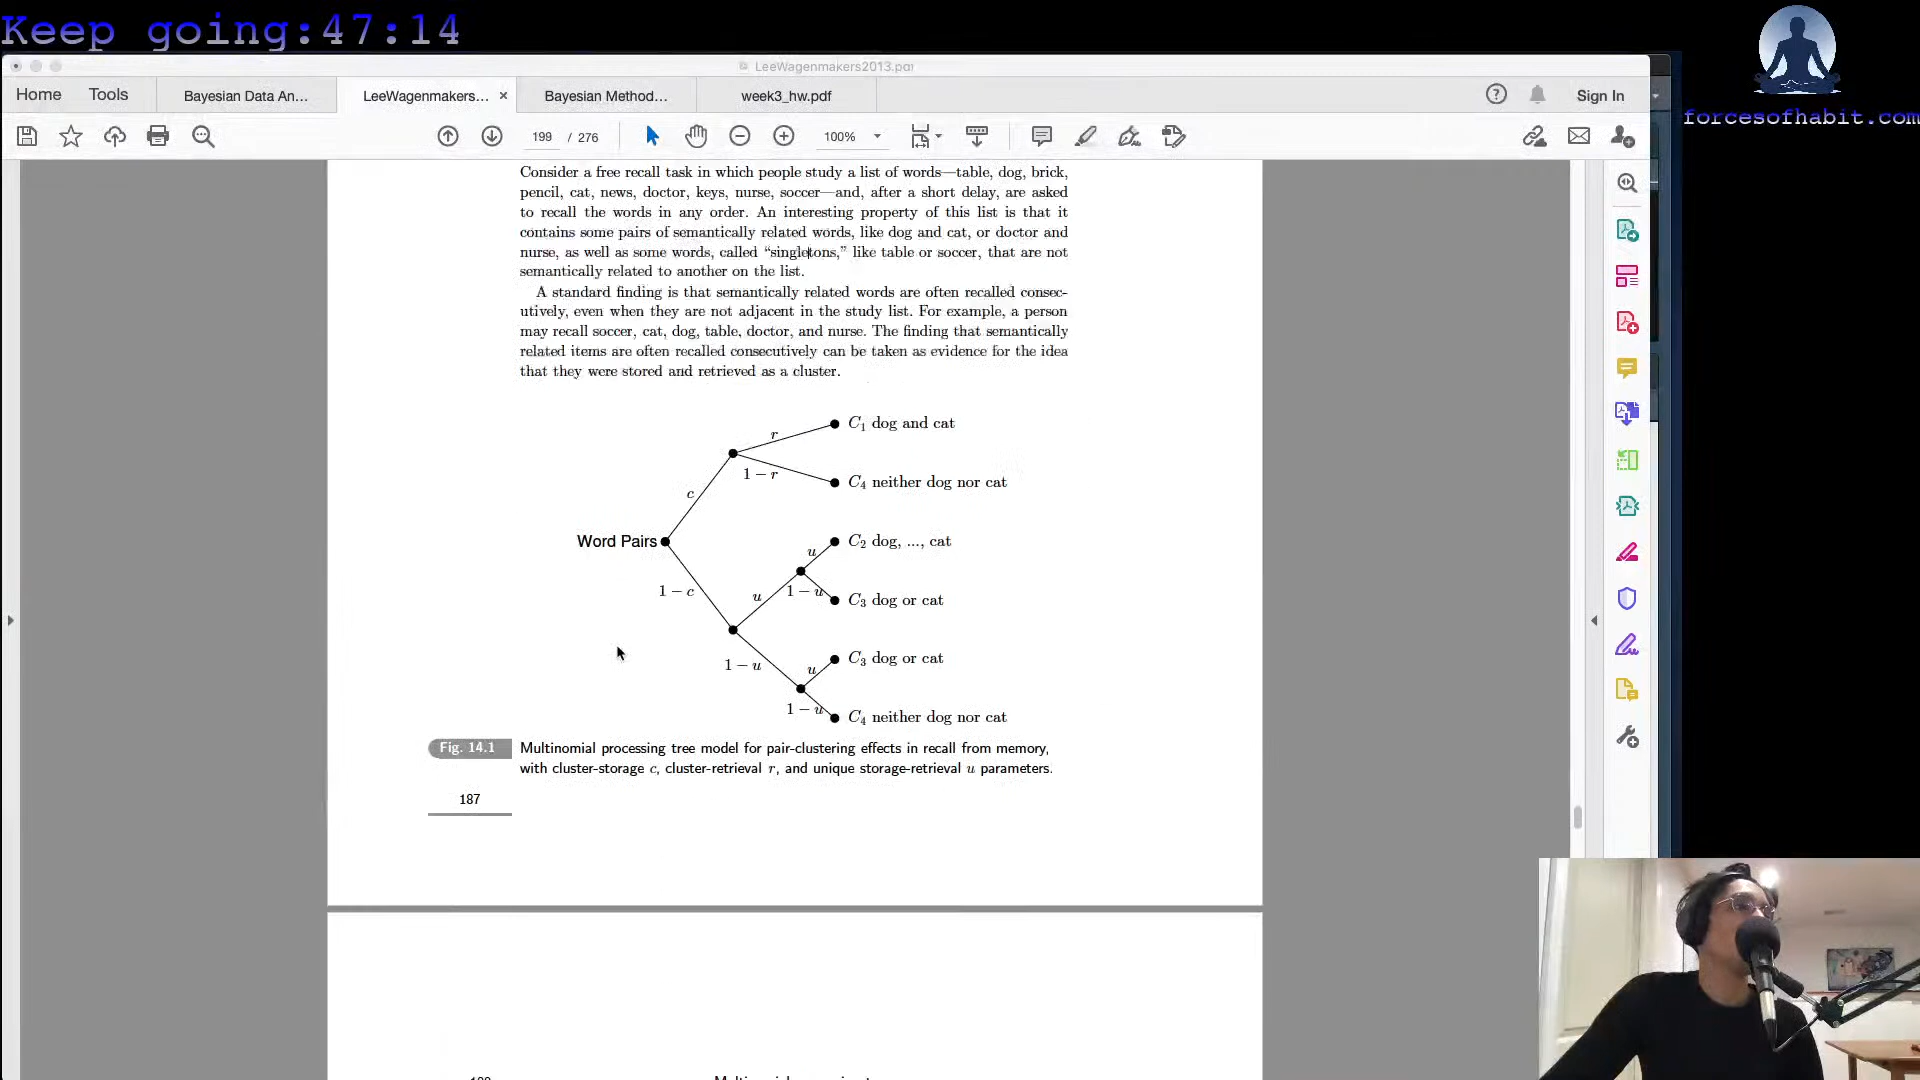 Keep going:47:14
forcesofhabit.com
LeeWagenmakers2013.pdf
Home Tools Bayesian Data An... LeeWagenmakers... × Bayesian Method... week3_hw.pdf Sign In
199 / 276 100%
Consider a free recall task in which people study a list of words—table, dog, brick,
pencil, cat, news, doctor, keys, nurse, soccer—and, after a short delay, are asked
to recall the words in any order. An interesting property of this list is that it
contains some pairs of semantically related words, like dog and cat, or doctor and
nurse, as well as some words, called “singletons,” like table or soccer, that are not
semantically related to another on the list.
A standard finding is that semantically related words are often recalled consec-
utively, even when they are not adjacent in the study list. For example, a person
may recall soccer, cat, dog, table, doctor, and nurse. The finding that semantically
related items are often recalled consecutively can be taken as evidence for the idea
that they were stored and retrieved as a cluster.
r
C1 dog and cat
1 − r
C4 neither dog nor cat
c
Word Pairs
u
C2 dog, ..., cat
1 − c
u
1 − u
C3 dog or cat
1 − u
u
C3 dog or cat
1 − u
C4 neither dog nor cat
Fig. 14.1 Multinomial processing tree model for pair-clustering effects in recall from memory,
with cluster-storage c, cluster-retrieval r, and unique storage-retrieval u parameters.
187